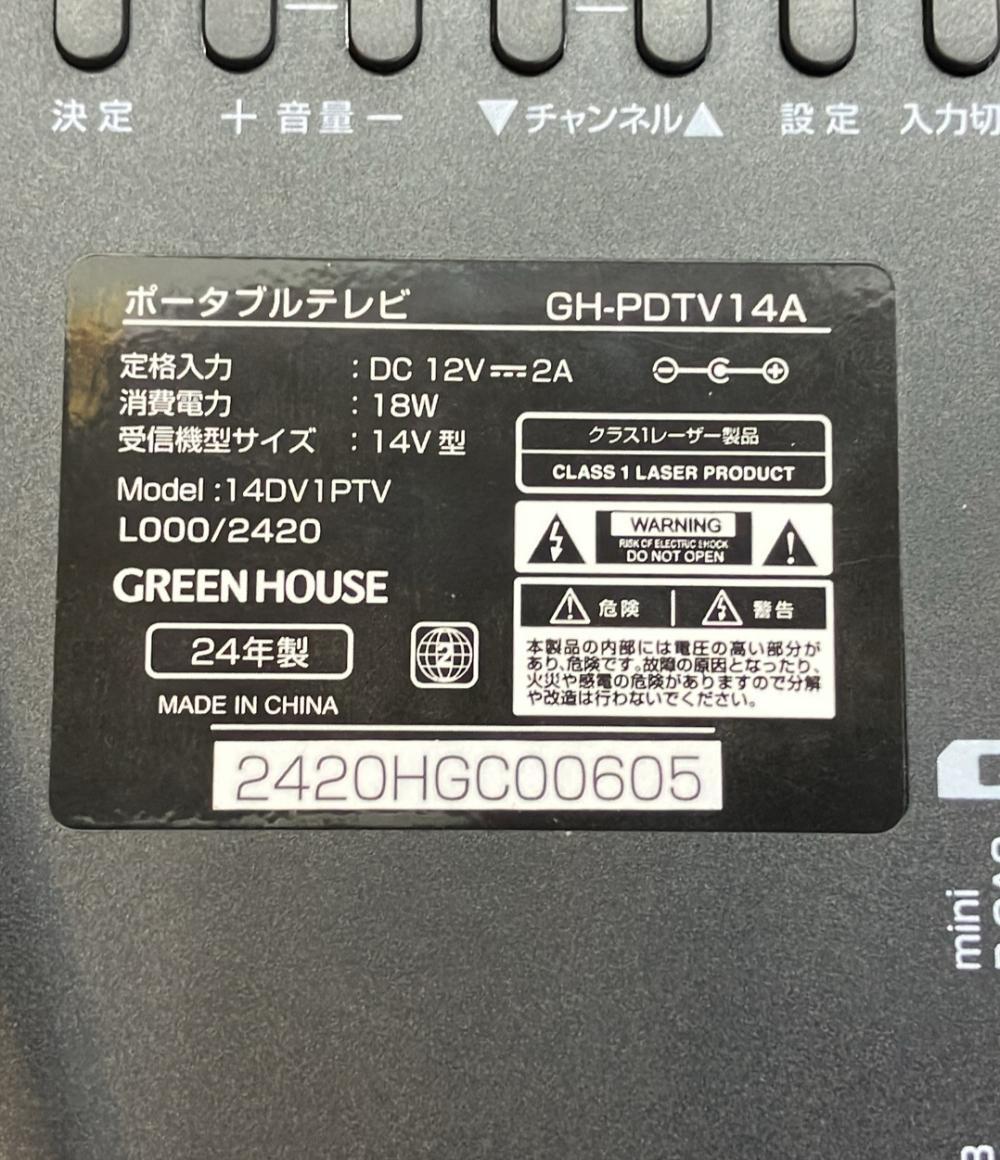 決定
＋ 音量 －
▼チャンネル▲
設定
入力切
ポータブルテレビ GH-PDTV14A
定格入力 : DC 12V⎓2A
消費電力 : 18W
受信機型サイズ : 14V 型
Model :14DV1PTV
L000/2420
GREEN HOUSE
24年製
2
MADE IN CHINA
2420HGC00605
クラス1レーザー製品
CLASS 1 LASER PRODUCT
WARNING
RISK OF ELECTRIC SHOCK
DO NOT OPEN
危険 | 警告
本製品の内部には電圧の高い部分が
あり、危険です。故障の原因となったり、
火災や感電の危険がありますので分解
や改造は行わないでください。
mini